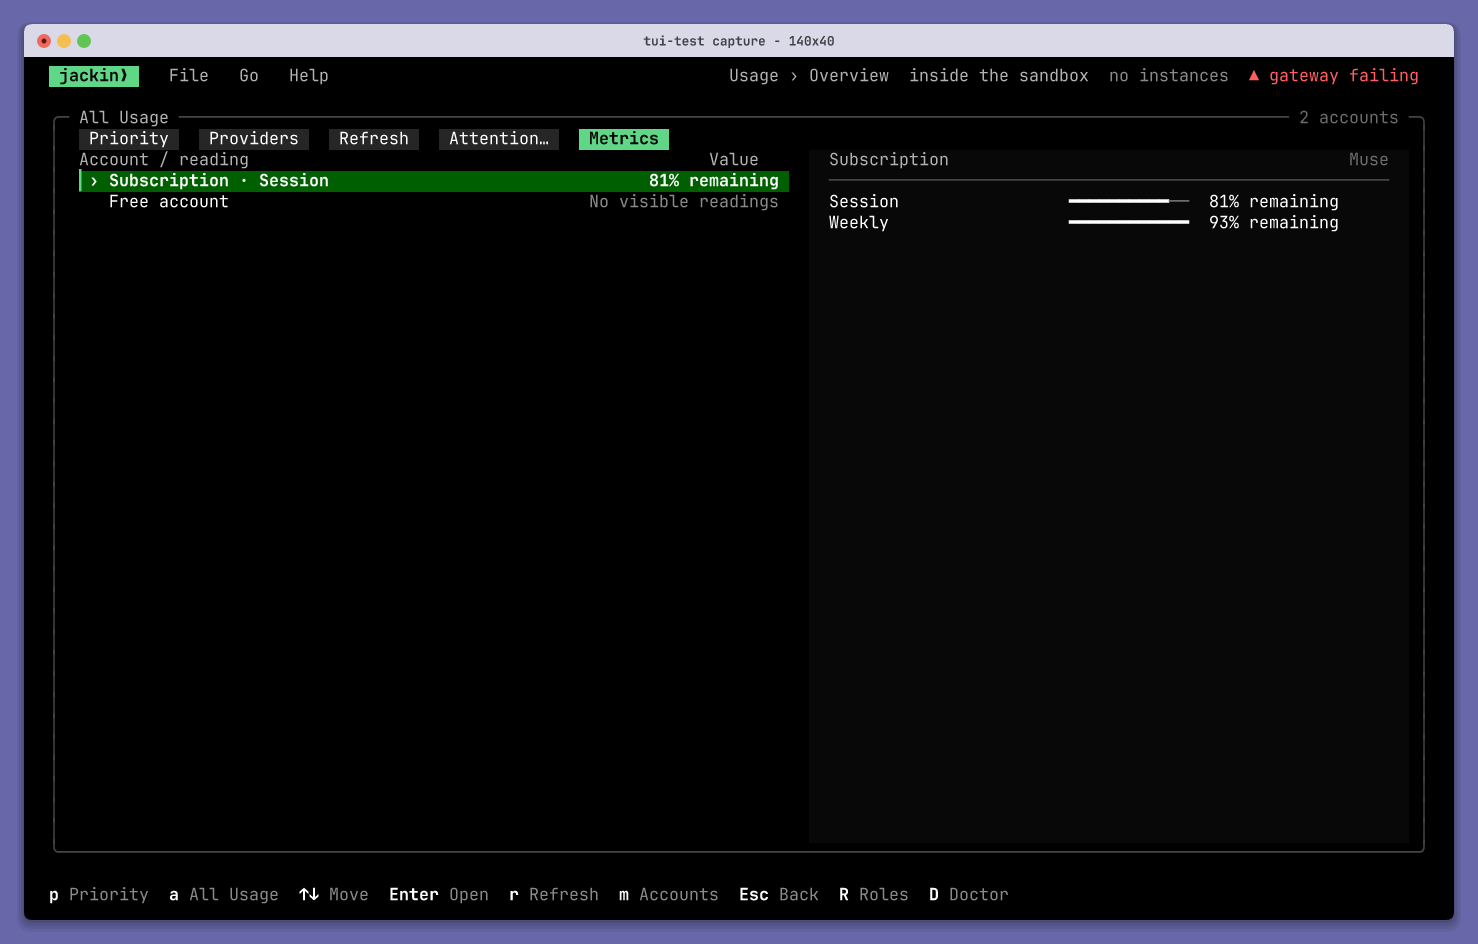 tui-test capture - 140x40
jackin❯ File Go Help Usage › Overview inside the sandbox no instances ▲ gateway failing
All Usage 2 accounts
Priority Providers Refresh Attention… Metrics
Account / reading Value Subscription Muse
› Subscription · Session 81% remaining
Free account No visible readings Session 81% remaining
Weekly 93% remaining
p Priority a All Usage ↑↓ Move Enter Open r Refresh m Accounts Esc Back R Roles D Doctor